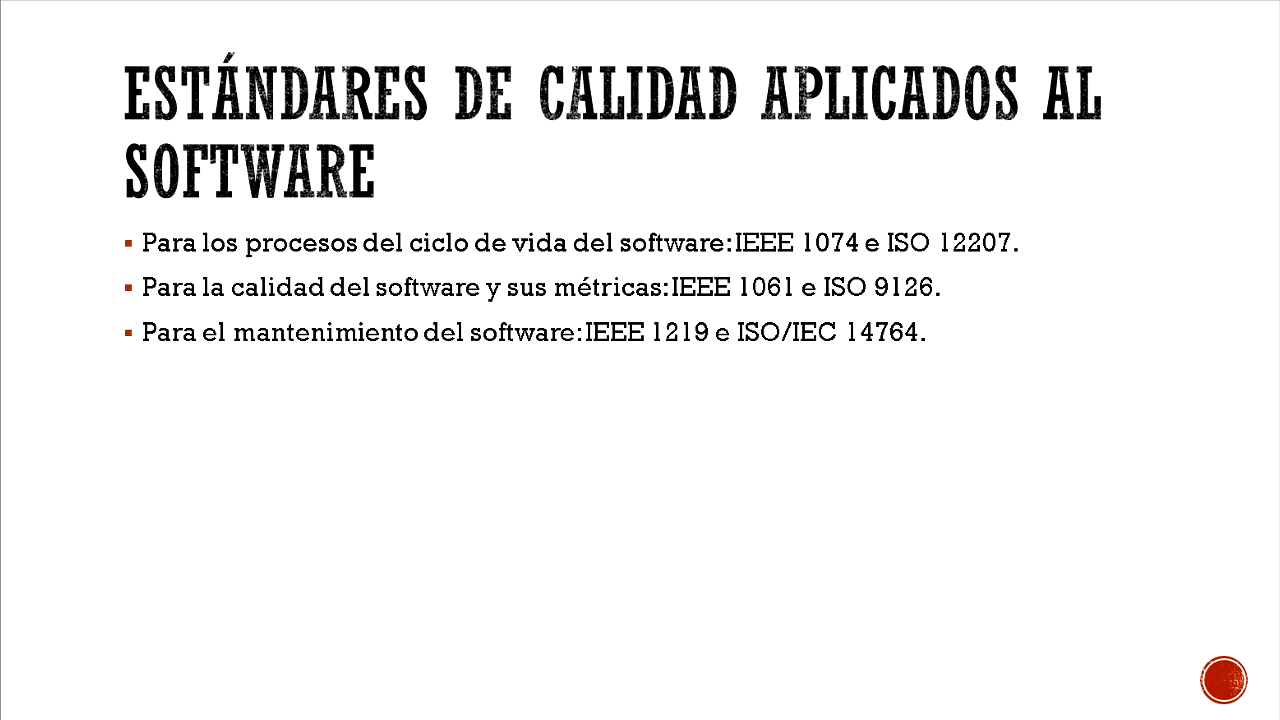 ESTÁNDARES DE CALIDAD APLICADOS AL
SOFTWARE
Para los procesos del ciclo de vida del software: IEEE 1074 e ISO 12207.
Para la calidad del software y sus métricas: IEEE 1061 e ISO 9126.
Para el mantenimiento del software: IEEE 1219 e ISO/IEC 14764.